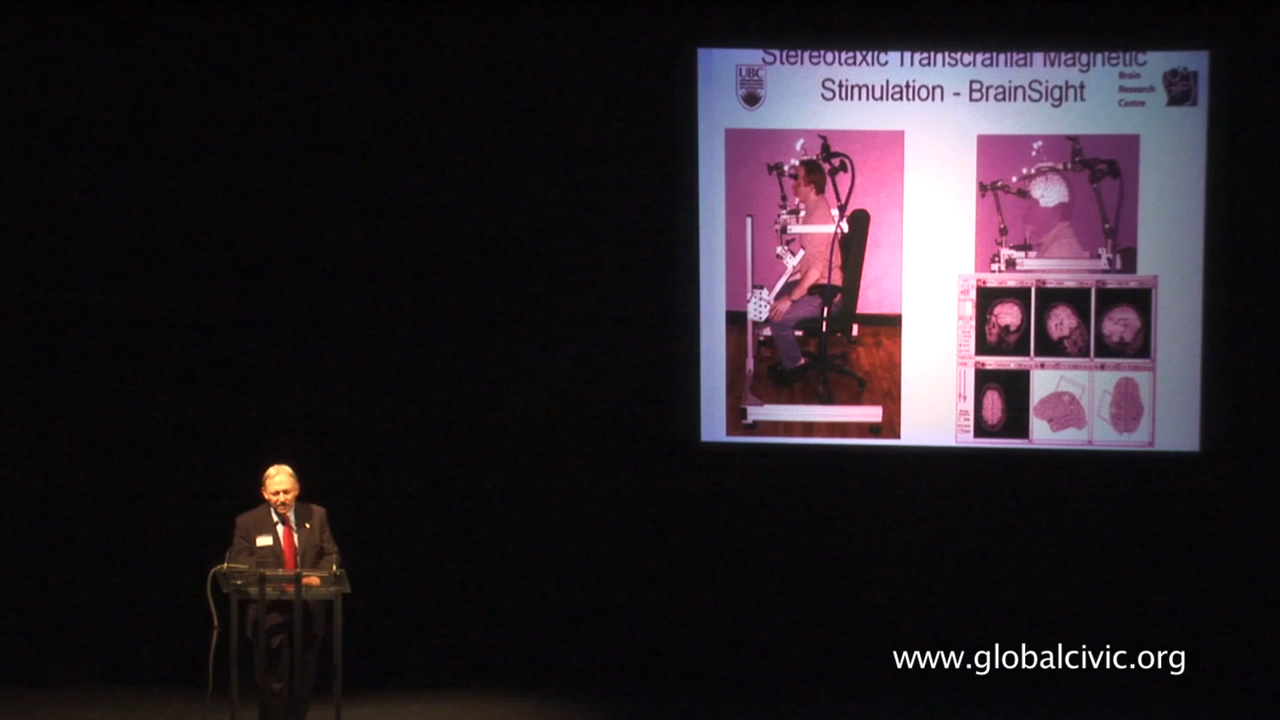 Stereotaxic Transcranial Magnetic
Stimulation - BrainSight
UBC
Brain
Research
Centre
www.globalcivic.org